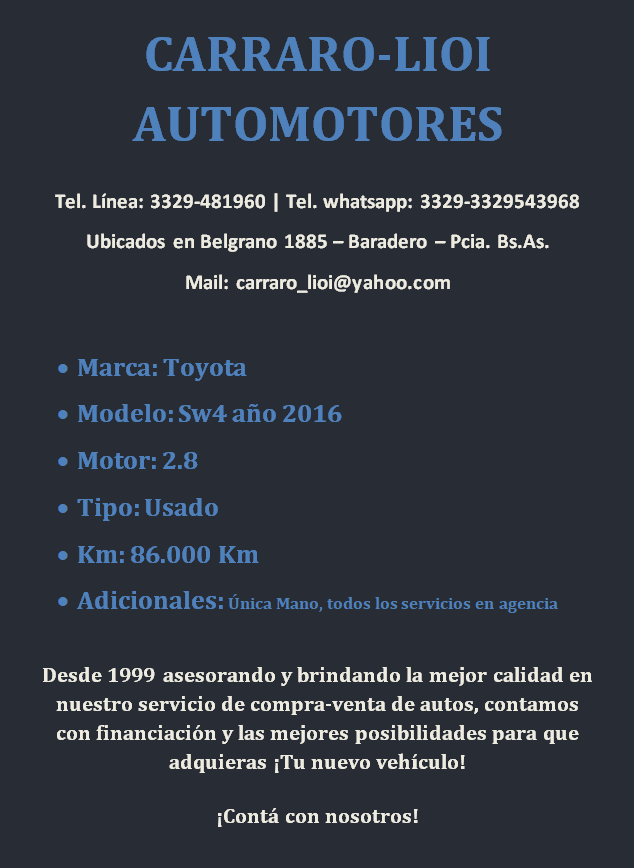 CARRARO-LIOI
AUTOMOTORES
Tel. Línea: 3329-481960 | Tel. whatsapp: 3329-3329543968
Ubicados en Belgrano 1885 – Baradero – Pcia. Bs.As.
Mail: carraro_lioi@yahoo.com
• Marca: Toyota
• Modelo: Sw4 año 2016
• Motor: 2.8
• Tipo: Usado
• Km: 86.000 Km
• Adicionales: Única Mano, todos los servicios en agencia
Desde 1999 asesorando y brindando la mejor calidad en
nuestro servicio de compra-venta de autos, contamos
con financiación y las mejores posibilidades para que
adquieras ¡Tu nuevo vehículo!
¡Contá con nosotros!